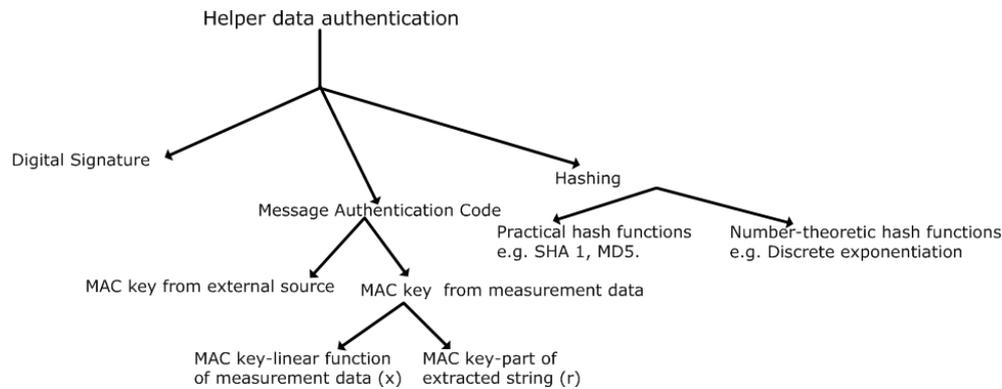 Helper data authentication
Digital Signature
Hashing
Message Authentication Code
Practical hash functions
e.g. SHA 1, MD5.
Number-theoretic hash functions
e.g. Discrete exponentiation
MAC key from external source
MAC key from measurement data
MAC key-linear function
of measurement data (x)
MAC key-part of
extracted string (r)